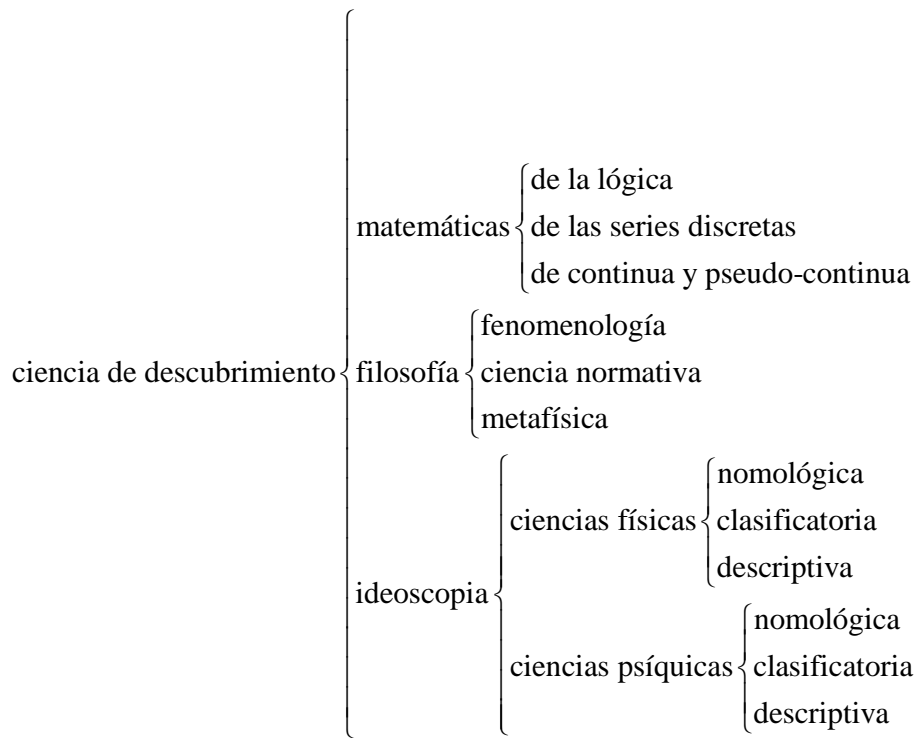 de la lógica
matemáticas de las series discretas
de continua y pseudo-continua
fenomenología
ciencia de descubrimiento filosofía ciencia normativa
metafísica
nomológica
ciencias físicas clasificatoria
descriptiva
ideoscopia
nomológica
ciencias psíquicas clasificatoria
descriptiva